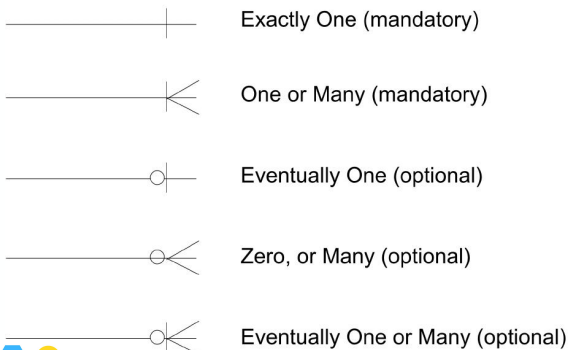 Exactly One (mandatory)
One or Many (mandatory)
Eventually One (optional)
Zero, or Many (optional)
Eventually One or Many (optional)